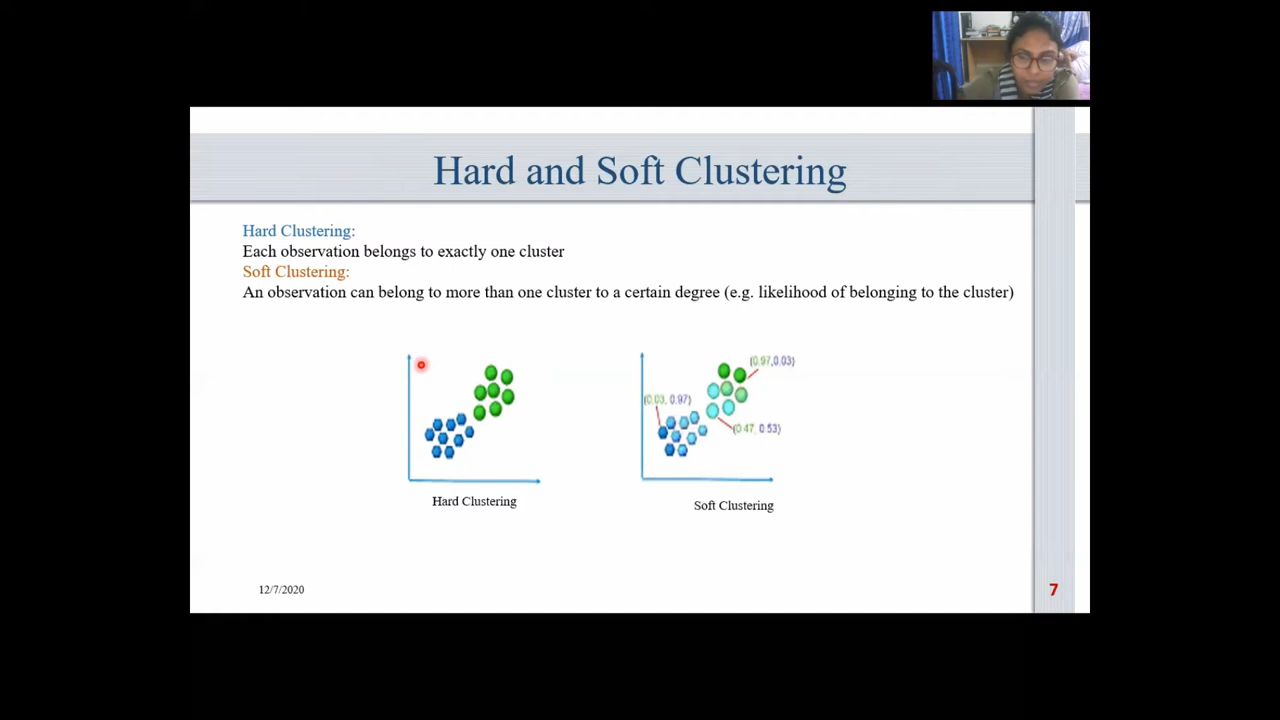 Hard and Soft Clustering
Hard Clustering:
Each observation belongs to exactly one cluster
Soft Clustering:
An observation can belong to more than one cluster to a certain degree (e.g. likelihood of belonging to the cluster)
(0.97,0.03)
(0.03, 0.97)
(0.47, 0.53)
Hard Clustering
Soft Clustering
12/7/2020
7